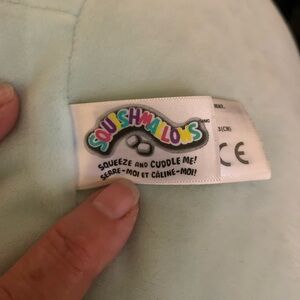 SQUISHMALLOWS
SQUEEZE AND CUDDLE ME!
SERRE-MOI ET CÂLINE-MOI!
CE